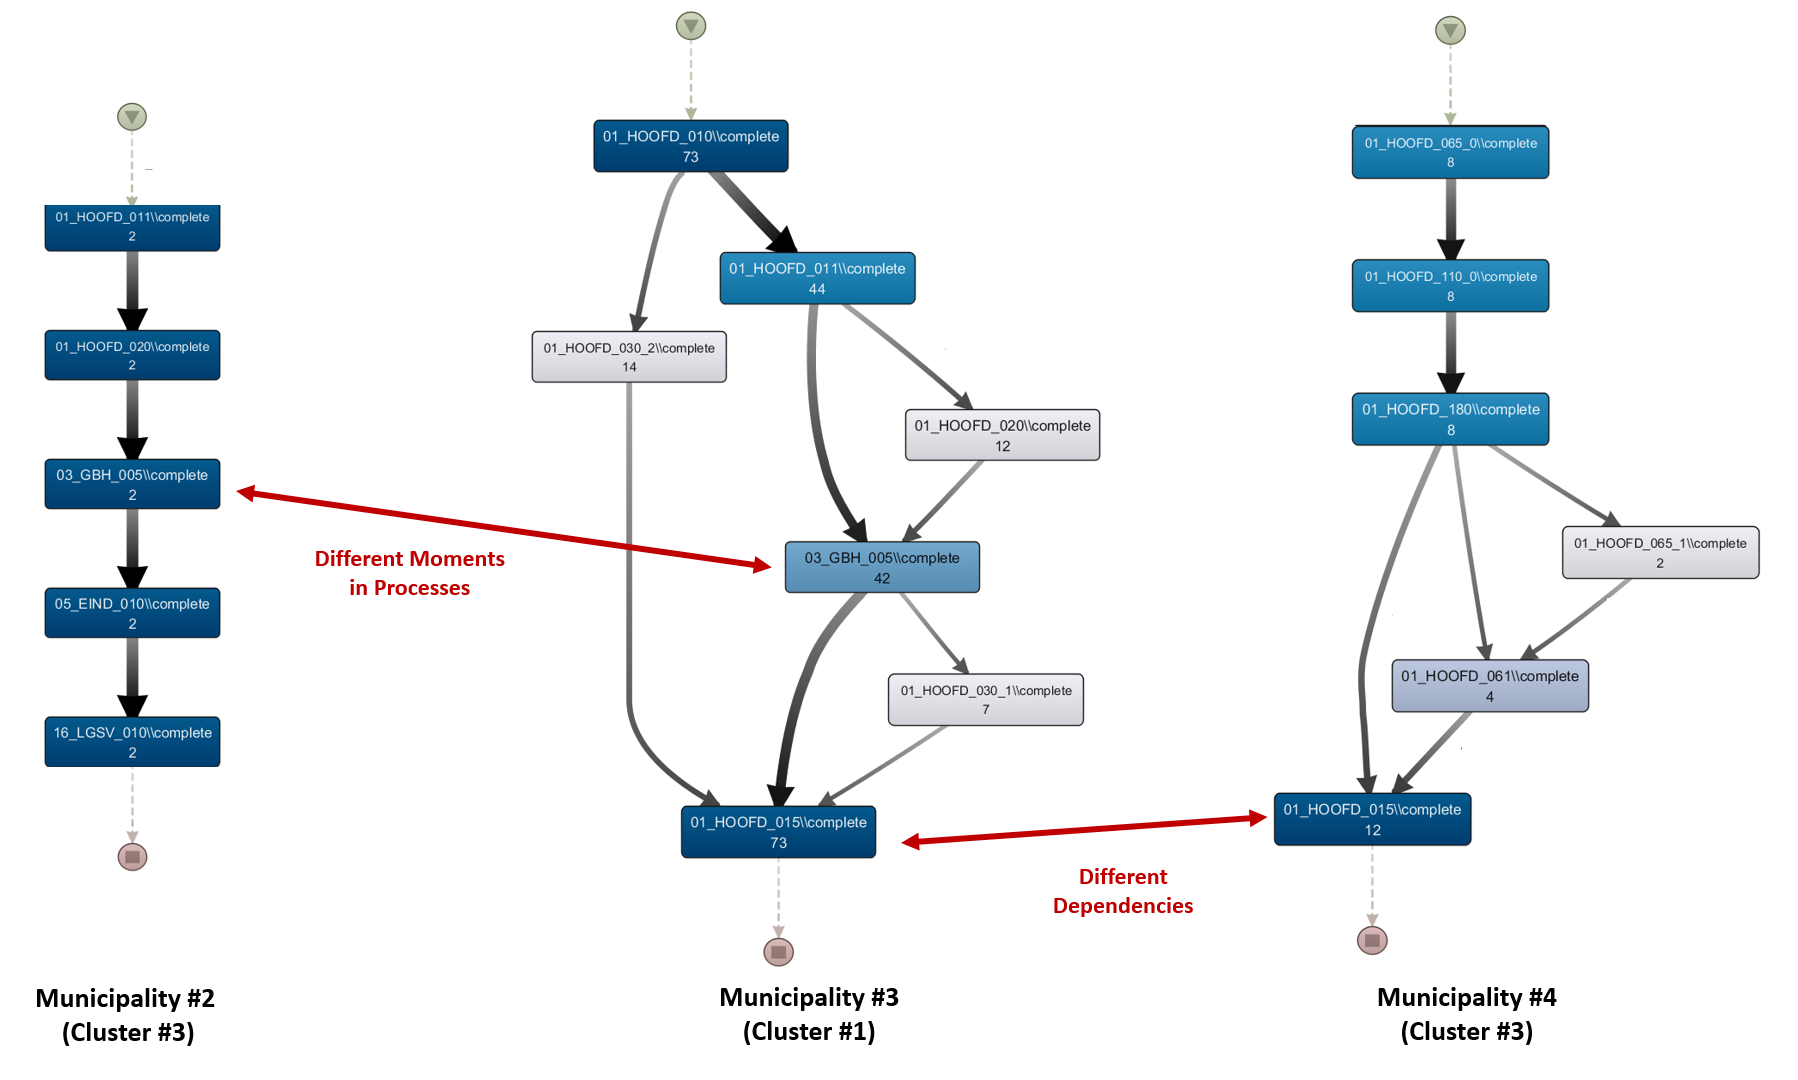 01_HOOFD_011\\complete
2
01_HOOFD_020\\complete
2
03_GBH_005\\complete
2
05_EIND_010\\complete
2
16_LGSV_010\\complete
2
Municipality #2
(Cluster #3)
Different Moments
in Processes
01_HOOFD_010\\complete
73
01_HOOFD_011\\complete
44
01_HOOFD_030_2\\complete
14
01_HOOFD_020\\complete
12
03_GBH_005\\complete
42
01_HOOFD_030_1\\complete
7
01_HOOFD_015\\complete
73
Municipality #3
(Cluster #1)
Different
Dependencies
01_HOOFD_065_0\\complete
8
01_HOOFD_110_0\\complete
8
01_HOOFD_180\\complete
8
01_HOOFD_065_1\\complete
2
01_HOOFD_061\\complete
4
01_HOOFD_015\\complete
12
Municipality #4
(Cluster #3)